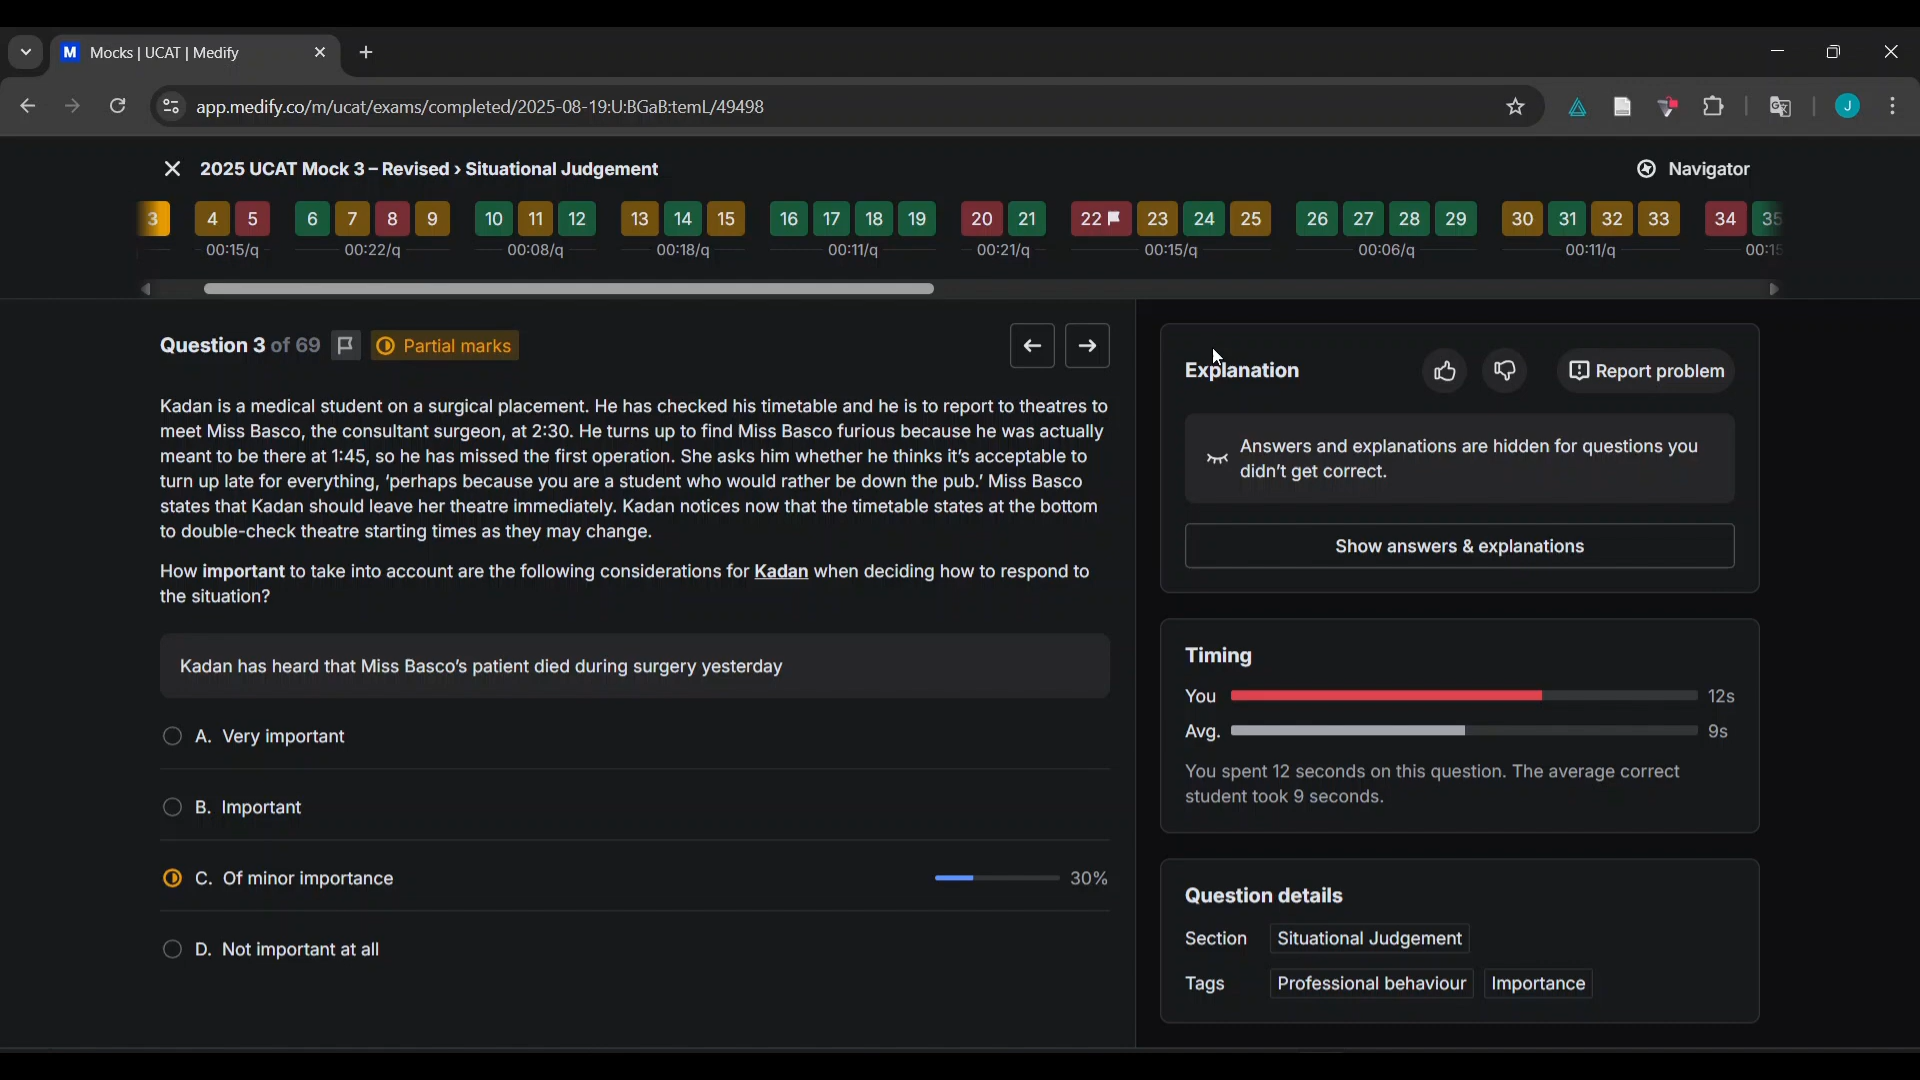 Mocks | UCAT | Medify
app.medify.co/m/ucat/exams/completed/2025-08-19:U:BGaB:temL/49498
J
2025 UCAT Mock 3 – Revised › Situational Judgement
Navigator
3 4 5 6 7 8 9 10 11 12 13 14 15 16 17 18 19 20 21 22 23 24 25 26 27 28 29 30 31 32 33 34 35
00:15/q 00:22/q 00:08/q 00:18/q 00:11/q 00:21/q 00:15/q 00:06/q 00:11/q 00:15
Question 3 of 69
Partial marks
Kadan is a medical student on a surgical placement. He has checked his timetable and he is to report to theatres to
meet Miss Basco, the consultant surgeon, at 2:30. He turns up to find Miss Basco furious because he was actually
meant to be there at 1:45, so he has missed the first operation. She asks him whether he thinks it's acceptable to
turn up late for everything, 'perhaps because you are a student who would rather be down the pub.' Miss Basco
states that Kadan should leave her theatre immediately. Kadan notices now that the timetable states at the bottom
to double-check theatre starting times as they may change.
How important to take into account are the following considerations for Kadan when deciding how to respond to
the situation?
Kadan has heard that Miss Basco's patient died during surgery yesterday
A. Very important
B. Important
C. Of minor importance
30%
D. Not important at all
Explanation
Report problem
Answers and explanations are hidden for questions you
didn't get correct.
Show answers & explanations
Timing
You 12s
Avg. 9s
You spent 12 seconds on this question. The average correct
student took 9 seconds.
Question details
Section Situational Judgement
Tags Professional behaviour Importance